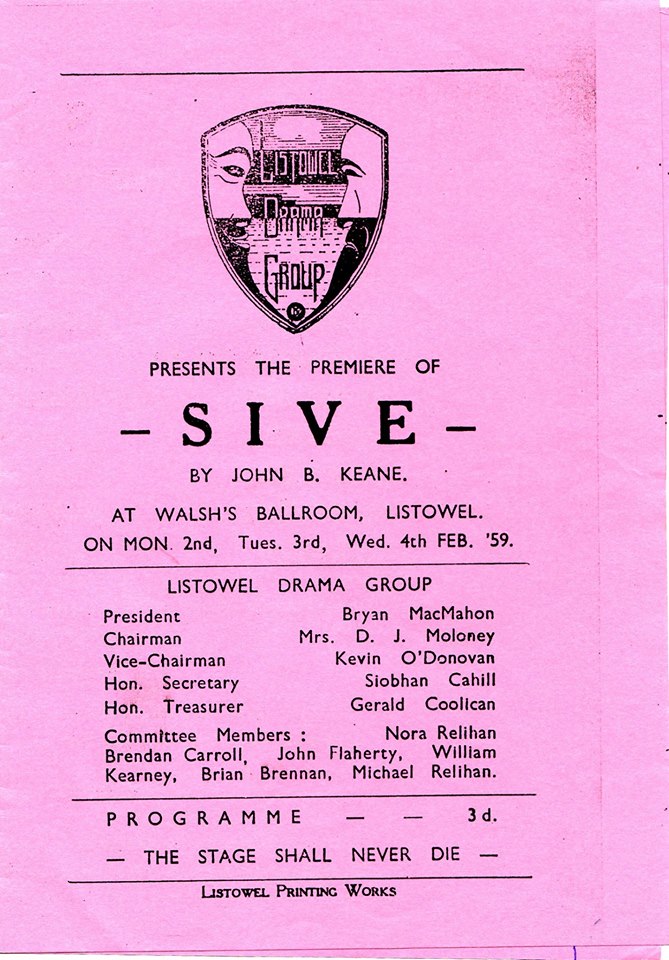 LISTOWEL
DRAMA
GROUP
PRESENTS THE PREMIERE OF
– SIVE –
BY JOHN B. KEANE.
AT WALSH'S BALLROOM, LISTOWEL.
ON MON. 2nd, Tues. 3rd, Wed. 4th FEB. '59.
LISTOWEL DRAMA GROUP
President Bryan MacMahon
Chairman Mrs. D. J. Moloney
Vice-Chairman Kevin O'Donovan
Hon. Secretary Siobhan Cahill
Hon. Treasurer Gerald Coolican
Committee Members : Nora Relihan
Brendan Carroll, John Flaherty, William
Kearney, Brian Brennan, Michael Relihan.
PROGRAMME — — 3d.
— THE STAGE SHALL NEVER DIE —
LISTOWEL PRINTING WORKS